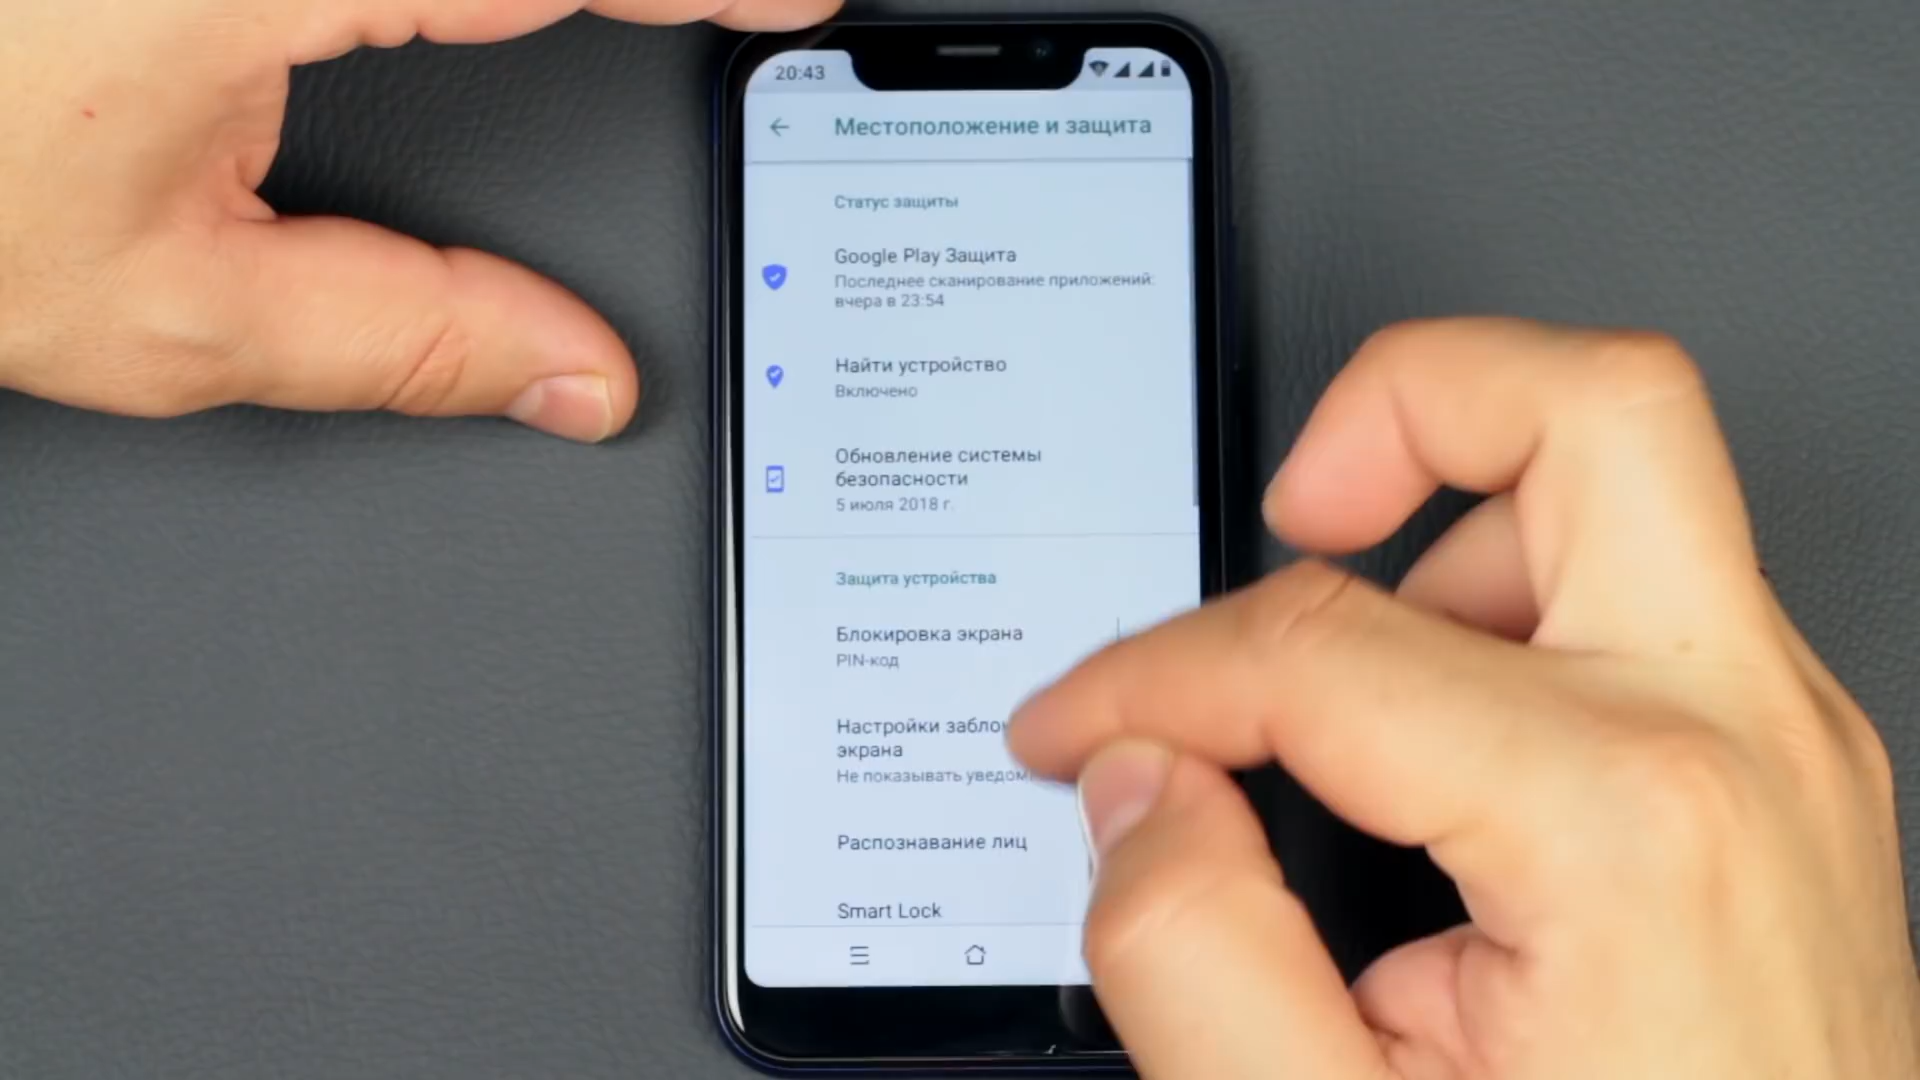 20:43
Местоположение и защита
Статус защиты
Google Play Защита
Последнее сканирование приложений:
вчера в 23:54
Найти устройство
Включено
Обновление системы
безопасности
5 июля 2018 г.
Защита устройства
Блокировка экрана
PIN-код
Настройки
экрана
Не показывать
Распознавание лиц
Smart Lock